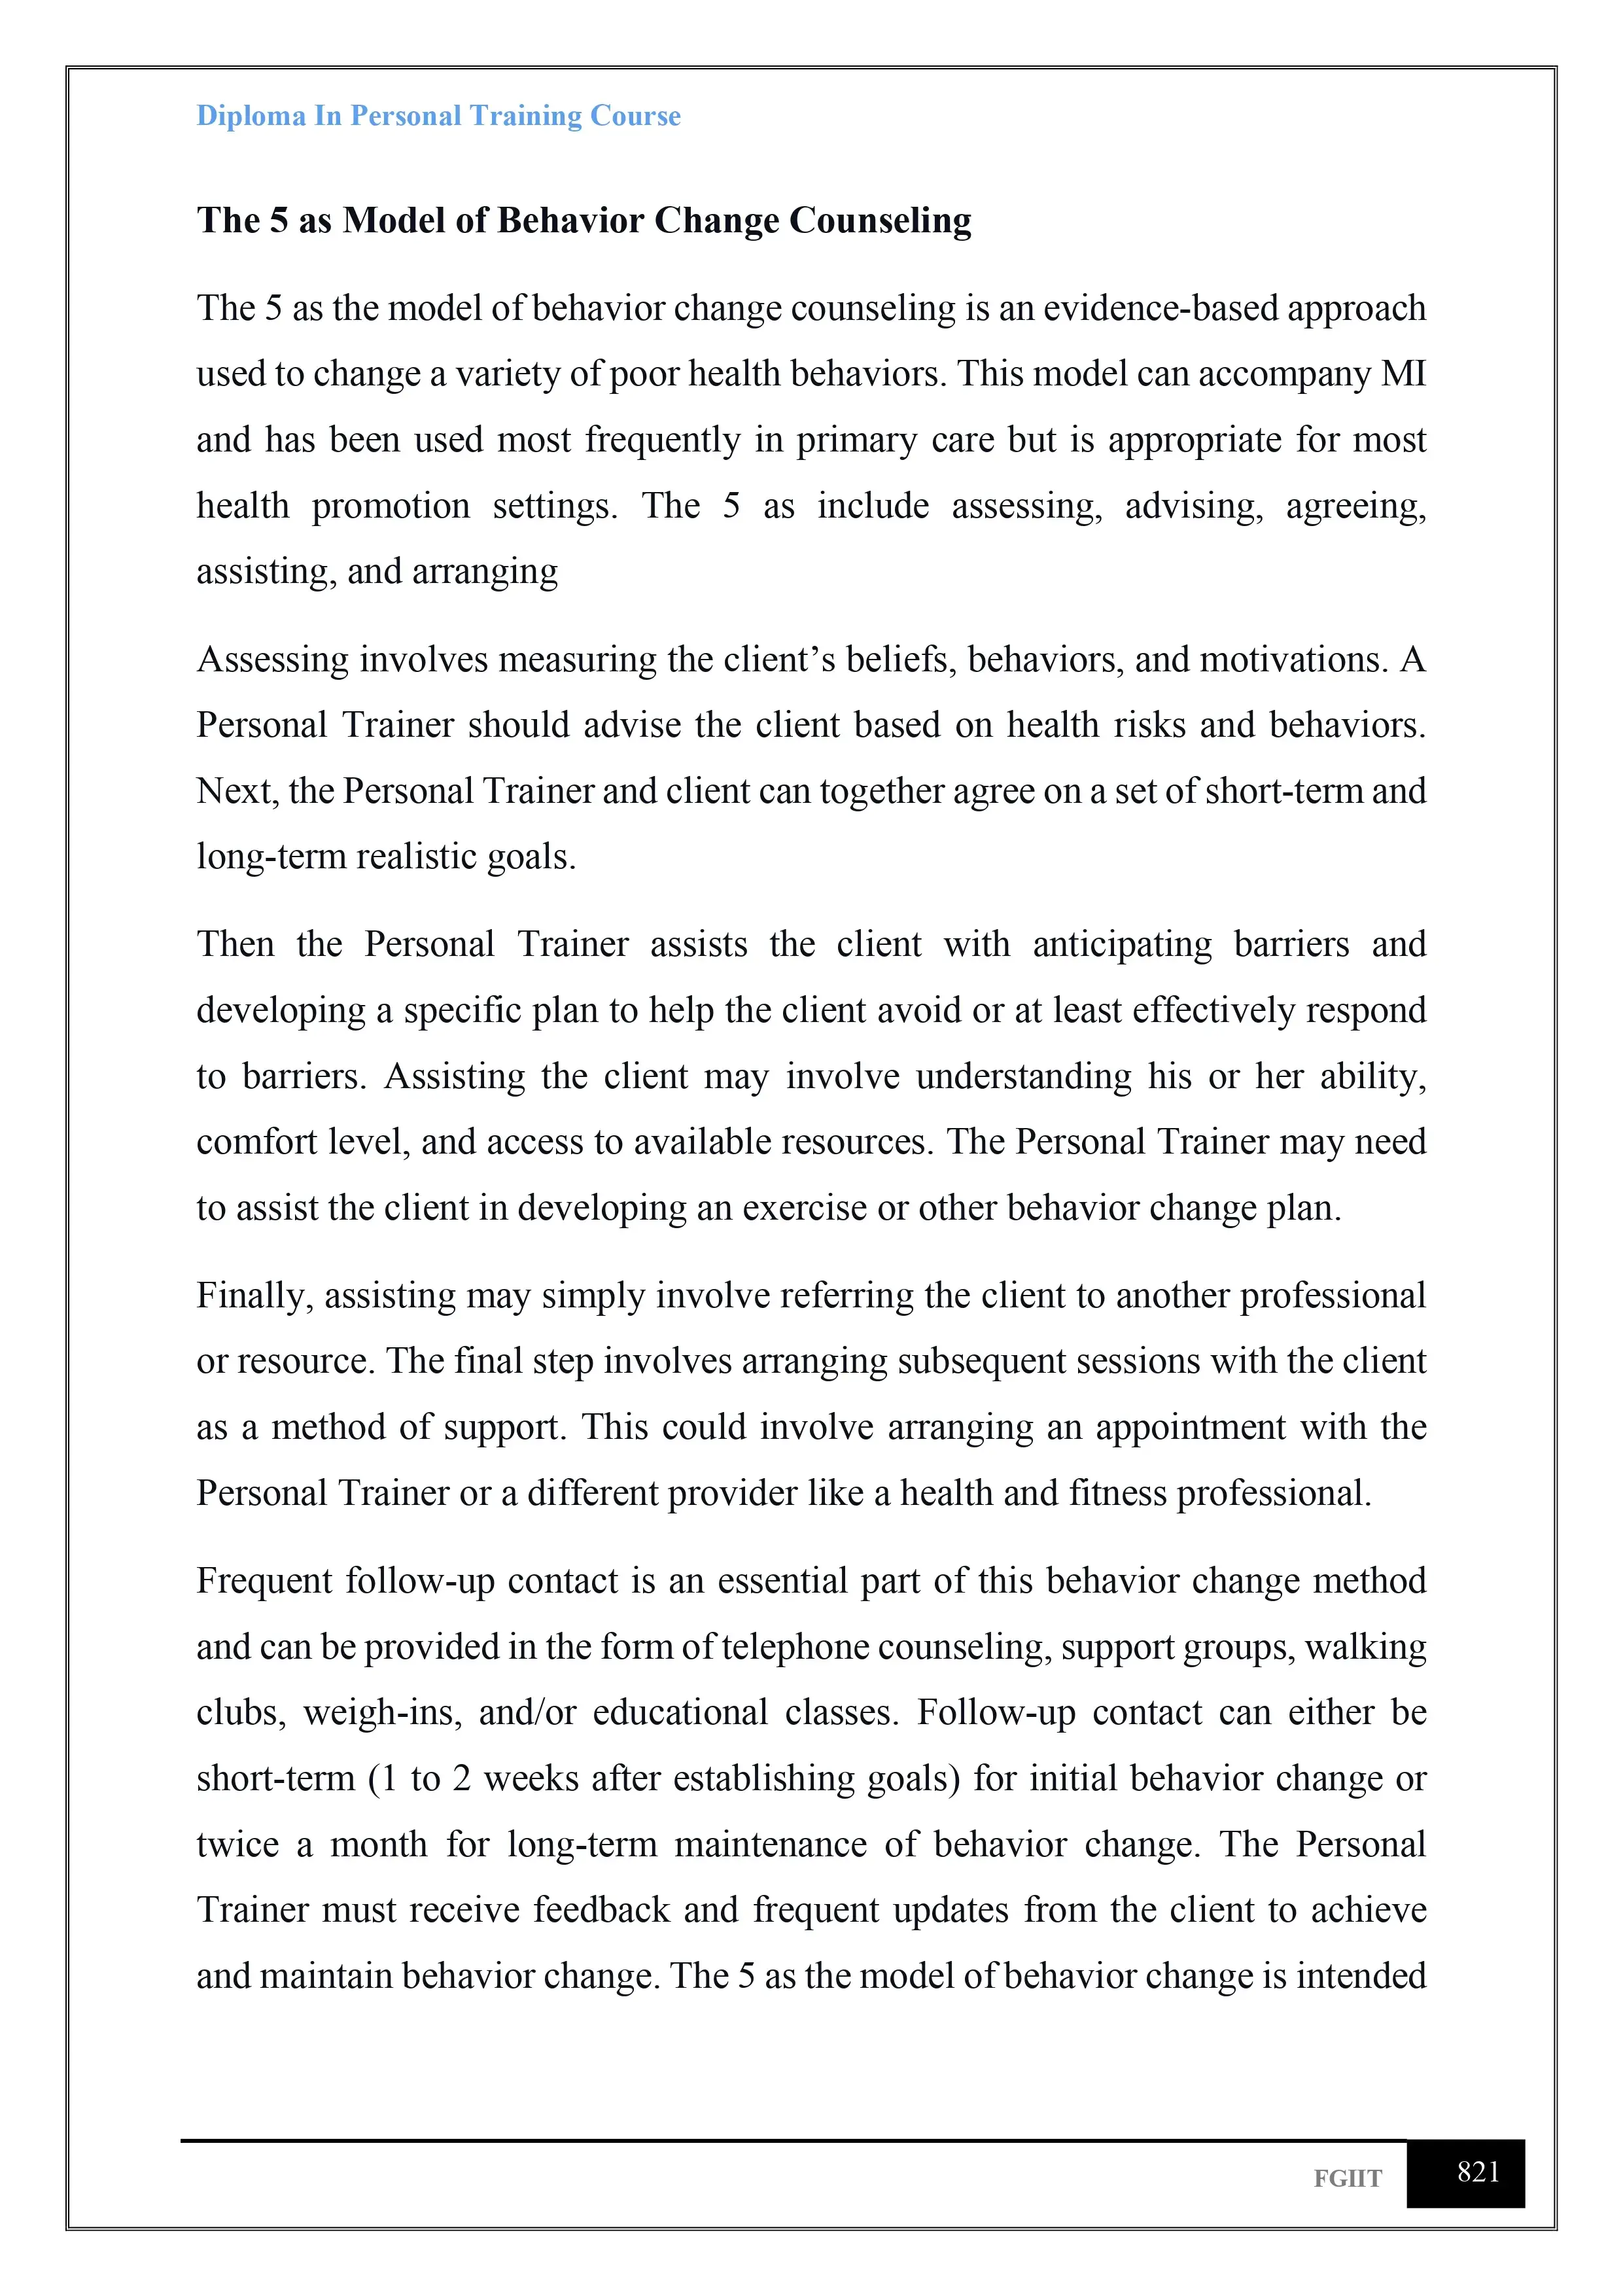 Diploma In Personal Training Course
The 5 as Model of Behavior Change Counseling
The 5 as the model of behavior change counseling is an evidence-based approach
used to change a variety of poor health behaviors. This model can accompany MI
and has been used most frequently in primary care but is appropriate for most
health promotion settings. The 5 as include assessing, advising, agreeing,
assisting, and arranging
Assessing involves measuring the client’s beliefs, behaviors, and motivations. A
Personal Trainer should advise the client based on health risks and behaviors.
Next, the Personal Trainer and client can together agree on a set of short-term and
long-term realistic goals.
Then the Personal Trainer assists the client with anticipating barriers and
developing a specific plan to help the client avoid or at least effectively respond
to barriers. Assisting the client may involve understanding his or her ability,
comfort level, and access to available resources. The Personal Trainer may need
to assist the client in developing an exercise or other behavior change plan.
Finally, assisting may simply involve referring the client to another professional
or resource. The final step involves arranging subsequent sessions with the client
as a method of support. This could involve arranging an appointment with the
Personal Trainer or a different provider like a health and fitness professional.
Frequent follow-up contact is an essential part of this behavior change method
and can be provided in the form of telephone counseling, support groups, walking
clubs, weigh-ins, and/or educational classes. Follow-up contact can either be
short-term (1 to 2 weeks after establishing goals) for initial behavior change or
twice a month for long-term maintenance of behavior change. The Personal
Trainer must receive feedback and frequent updates from the client to achieve
and maintain behavior change. The 5 as the model of behavior change is intended
FGIIT 821